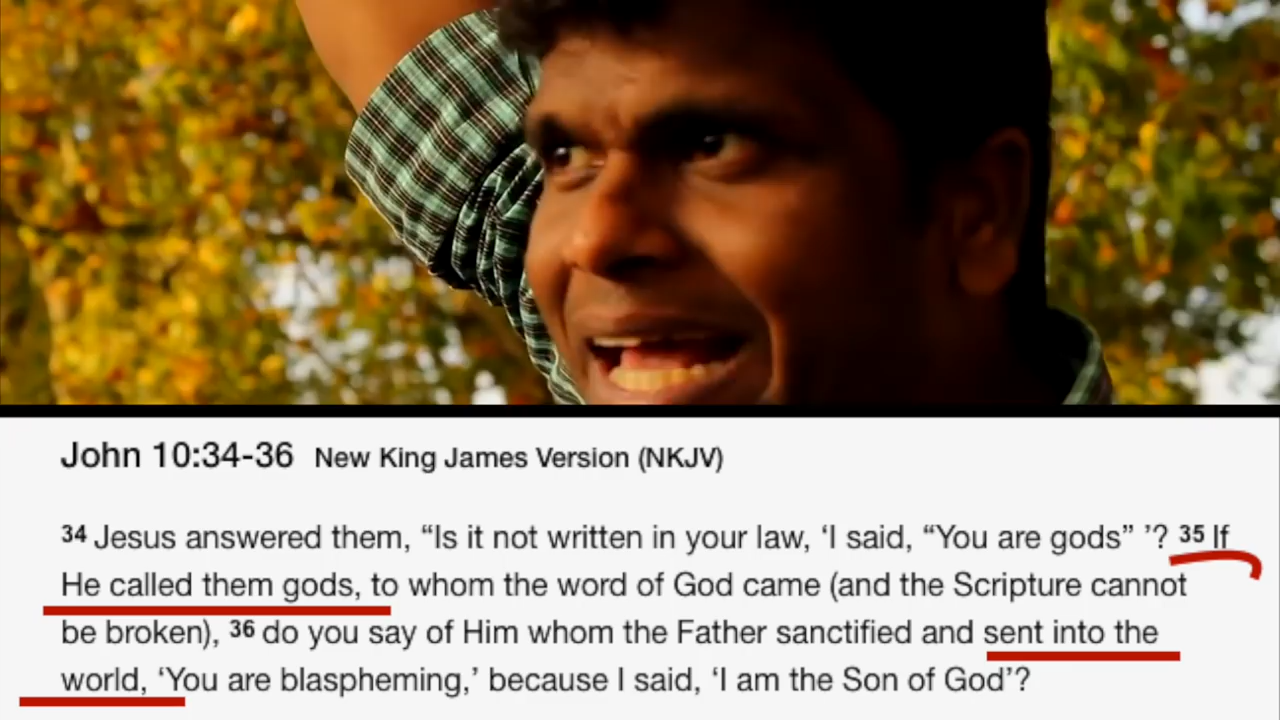 John 10:34-36 New King James Version (NKJV)
34 Jesus answered them, “Is it not written in your law, ‘I said, “You are gods” ’? 35 If
He called them gods, to whom the word of God came (and the Scripture cannot
be broken), 36 do you say of Him whom the Father sanctified and sent into the
world, ‘You are blaspheming,’ because I said, ‘I am the Son of God’?